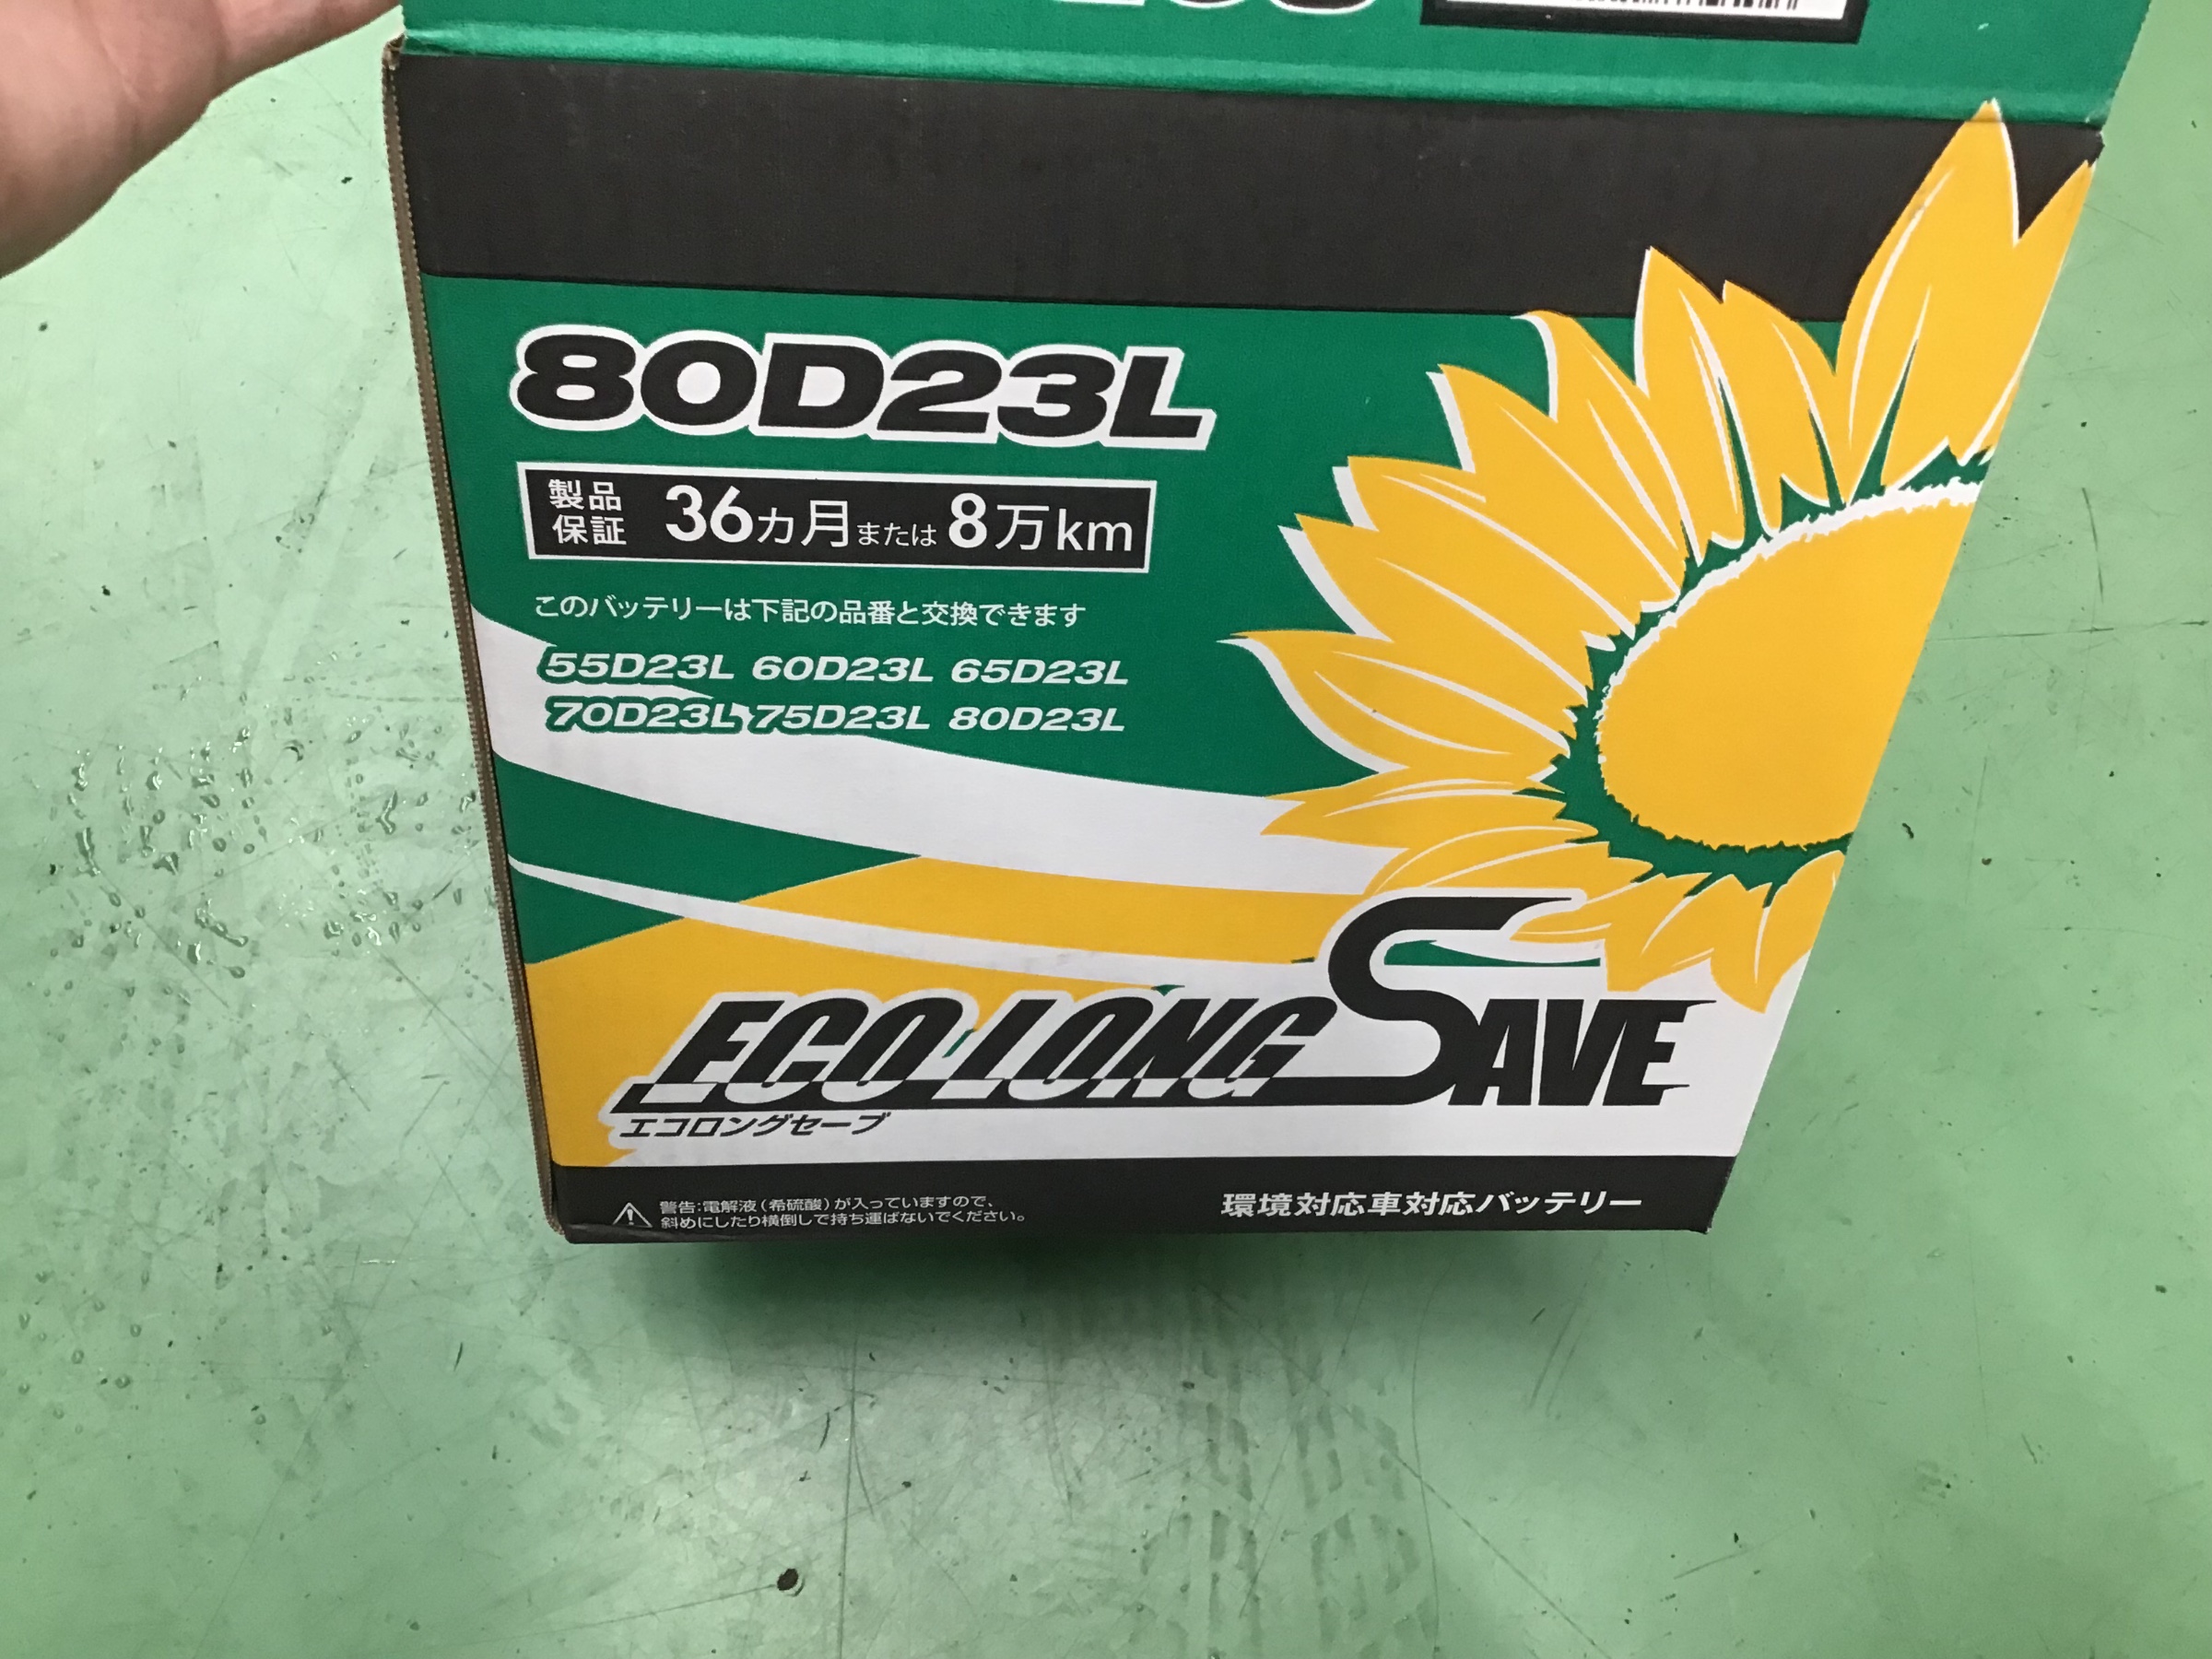 80D23L
製品保証 36カ月または8万km
このバッテリーは下記の品番と交換できます
55D23L 60D23L 65D23L
70D23L 75D23L 80D23L
ECO LONG SAVE
エコロングセーブ
警告:電解液(希硫酸)が入っていますので、
斜めにしたり横倒しで持ち運ばないでください。
環境対応車対応バッテリー